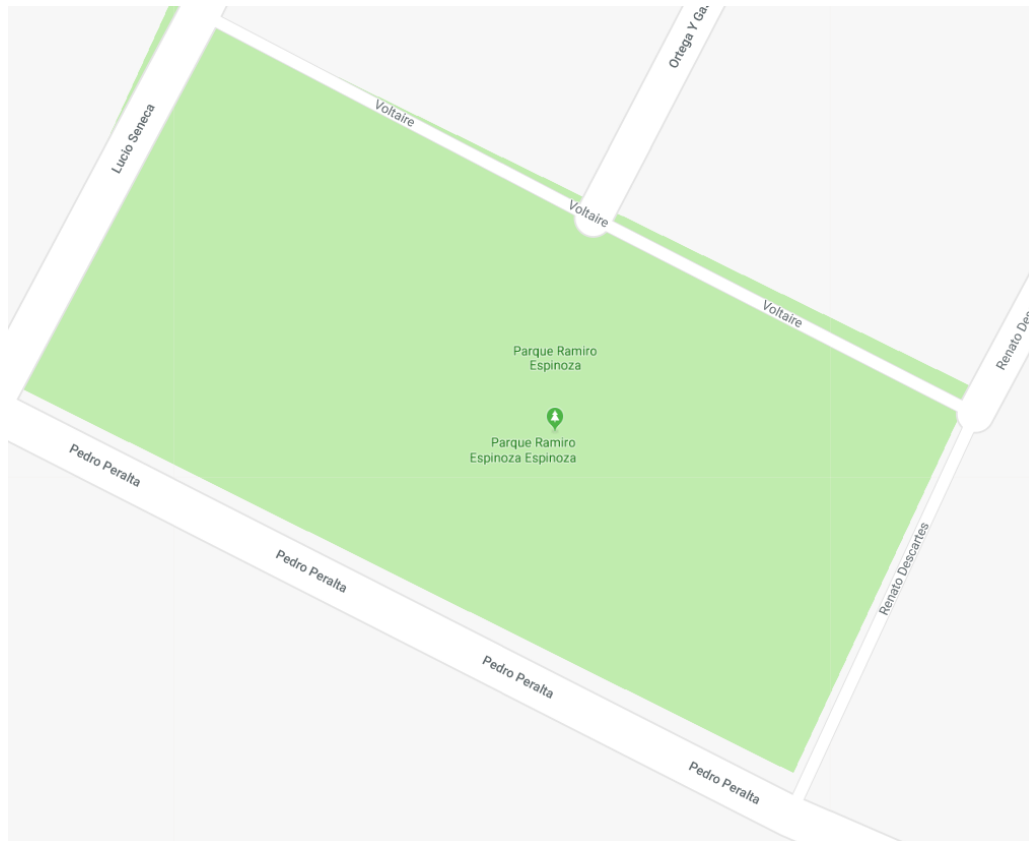 Ortega Y Ga.
Voltaire
Lucio Seneca
Voltaire
Voltaire
Renato Des
Parque Ramiro
Espinoza
Parque Ramiro
Espinoza Espinoza
Pedro Peralta
Renato Descartes
Pedro Peralta
Pedro Peralta
Pedro Peralta